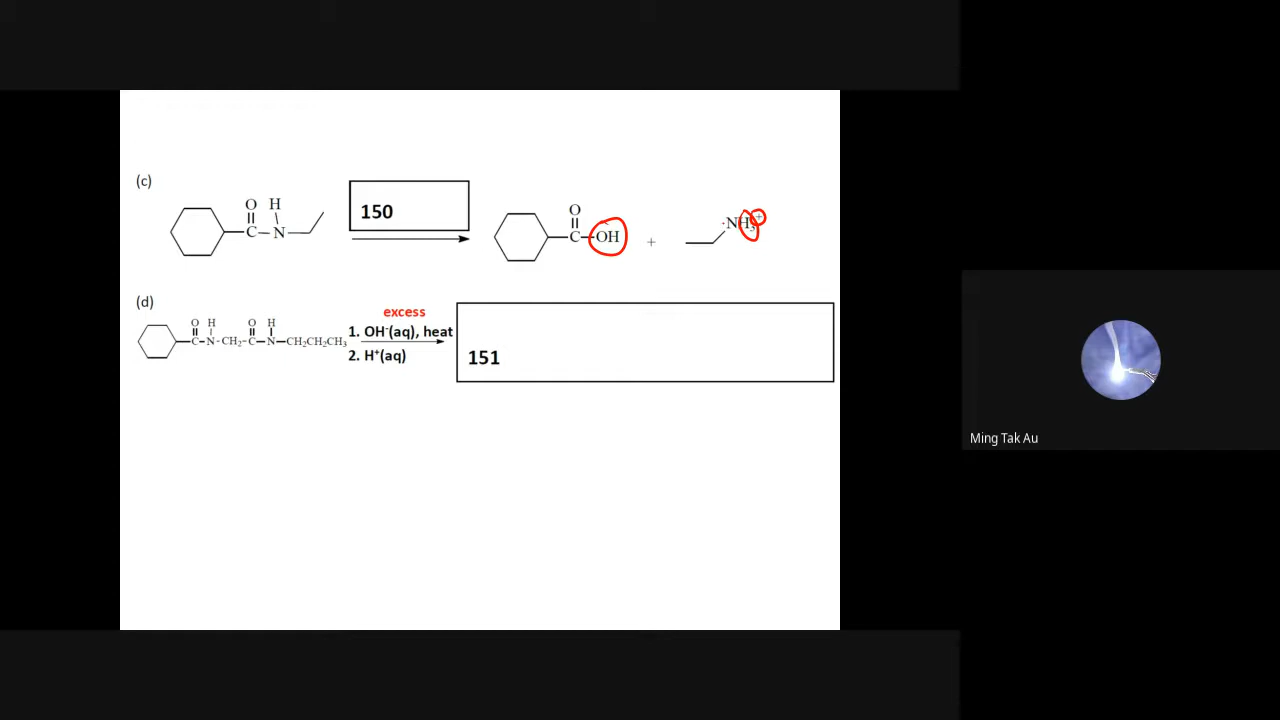 (c)
O H
C-N
150
O
C-OH
+
·NH₃⁺
(d)
O H O H
C-N-CH₂-C-N-CH₂CH₂CH₃
excess
1. OH⁻(aq), heat
2. H⁺(aq)
151
Ming Tak Au